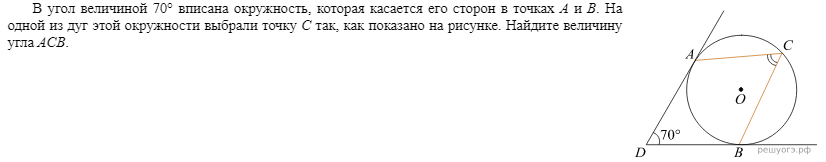 В угол величиной 70° вписана окружность, которая касается его сторон в точках A и B. На
одной из дуг этой окружности выбрали точку C так, как показано на рисунке. Найдите величину
угла ACB.
A
C
O
70°
D
B
решуогэ.рф